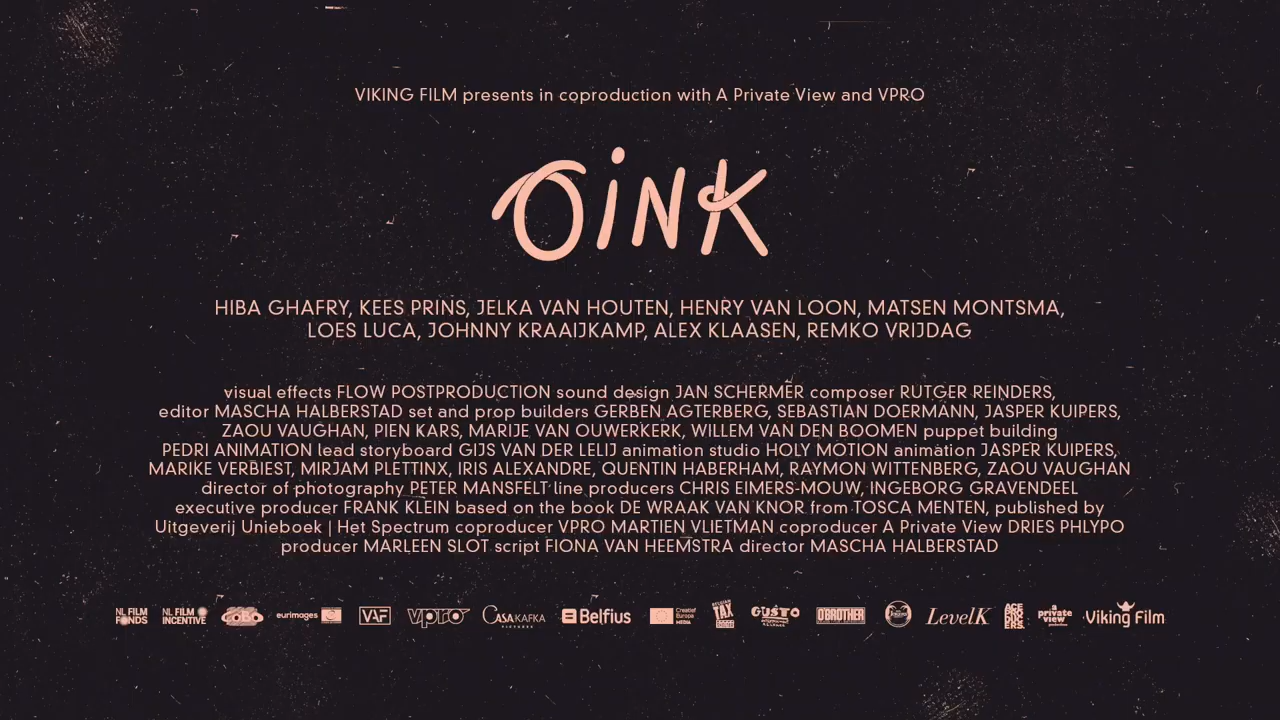 VIKING FILM presents in coproduction with A Private View and VPRO
OiNK
HIBA GHAFRY, KEES PRINS, JELKA VAN HOUTEN, HENRY VAN LOON, MATSEN MONTSMA,
LOES LUCA, JOHNNY KRAAIJKAMP, ALEX KLAASEN, REMKO VRIJDAG
visual effects FLOW POSTPRODUCTION sound design JAN SCHERMER composer RUTGER REINDERS,
editor MASCHA HALBERSTAD set and prop builders GERBEN AGTERBERG, SEBASTIAN DOERMANN, JASPER KUIPERS,
ZAOU VAUGHAN, PIEN KARS, MARIJE VAN OUWERKERK, WILLEM VAN DEN BOOMEN puppet building
PEDRI ANIMATION lead storyboard GIJS VAN DER LELIJ animation studio HOLY MOTION animation JASPER KUIPERS,
MARIKE VERBIEST, MIRJAM PLETTINX, IRIS ALEXANDRE, QUENTIN HABERHAM, RAYMON WITTENBERG, ZAOU VAUGHAN
director of photography PETER MANSFELT line producers CHRIS EIMERS-MOUW, INGEBORG GRAVENDEEL
executive producer FRANK KLEIN based on the book DE WRAAK VAN KNOR from TOSCA MENTEN, published by
Uitgeverij Unieboek | Het Spectrum coproducer VPRO MARTIEN VLIETMAN coproducer A Private View DRIES PHLYPO
producer MARLEEN SLOT script FIONA VAN HEEMSTRA director MASCHA HALBERSTAD
NL FILM FONDS NL FILM INCENTIVE CoBO eurimages VAF vpro CASA KAFKA PICTURES Belfius Creatief Europa MEDIA TAX GUSTO O'BROTHER LevelK ACE PRODUCERS a private view Viking Film